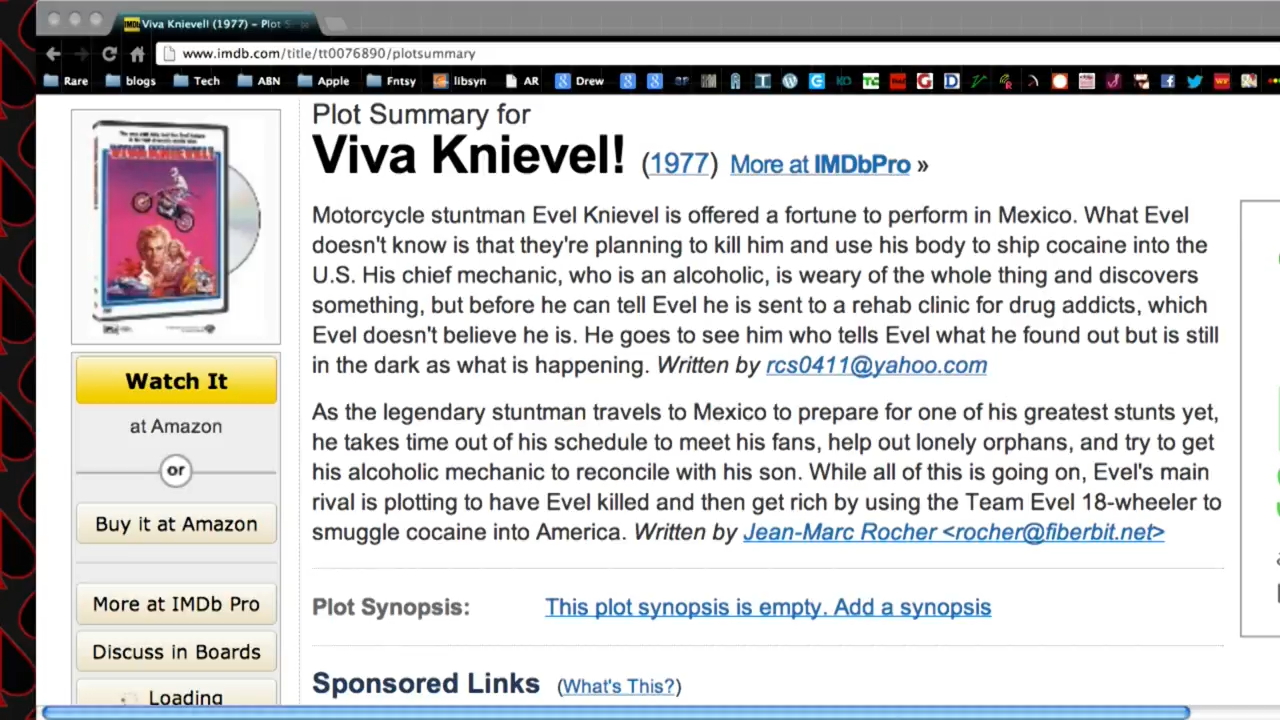 Viva Knievel! (1977) – Plot S
www.imdb.com/title/tt0076890/plotsummary
Rare blogs Tech ABN Apple Fntsy libsyn AR Drew
Plot Summary for
Viva Knievel! (1977) More at IMDbPro »
VIVA KNIEVEL!
Motorcycle stuntman Evel Knievel is offered a fortune to perform in Mexico. What Evel
doesn't know is that they're planning to kill him and use his body to ship cocaine into the
U.S. His chief mechanic, who is an alcoholic, is weary of the whole thing and discovers
something, but before he can tell Evel he is sent to a rehab clinic for drug addicts, which
Evel doesn't believe he is. He goes to see him who tells Evel what he found out but is still
in the dark as what is happening. Written by rcs0411@yahoo.com
Watch It
at Amazon
or
Buy it at Amazon
More at IMDb Pro
Discuss in Boards
Loading
As the legendary stuntman travels to Mexico to prepare for one of his greatest stunts yet,
he takes time out of his schedule to meet his fans, help out lonely orphans, and try to get
his alcoholic mechanic to reconcile with his son. While all of this is going on, Evel's main
rival is plotting to have Evel killed and then get rich by using the Team Evel 18-wheeler to
smuggle cocaine into America. Written by Jean-Marc Rocher <rocher@fiberbit.net>
Plot Synopsis: This plot synopsis is empty. Add a synopsis
Sponsored Links (What's This?)